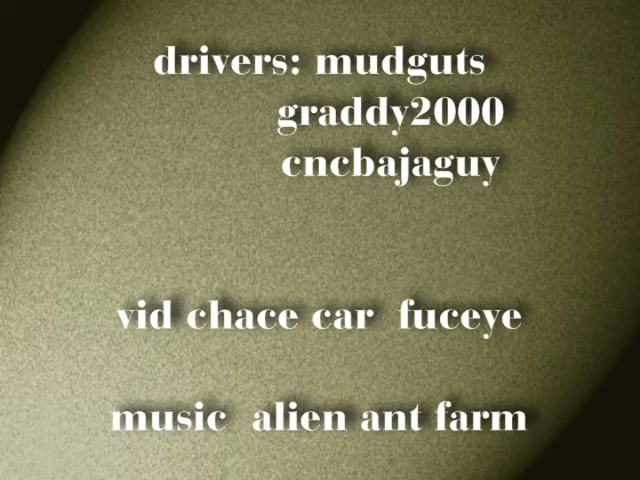 drivers: mudguts
graddy2000
cncbajaguy
vid chace car fuceye
music alien ant farm